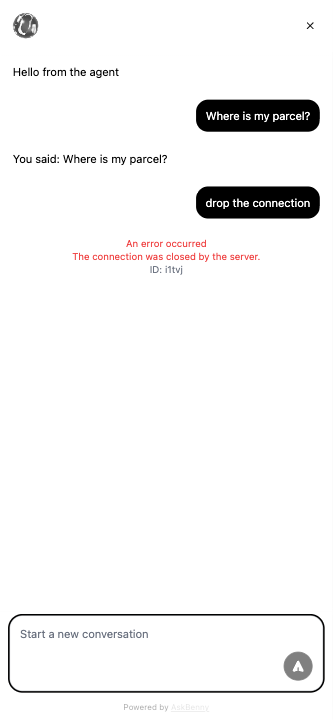 Hello from the agent
Where is my parcel?
You said: Where is my parcel?
drop the connection
An error occurred
The connection was closed by the server.
ID: i1tvj
Start a new conversation
Powered by AskBenny